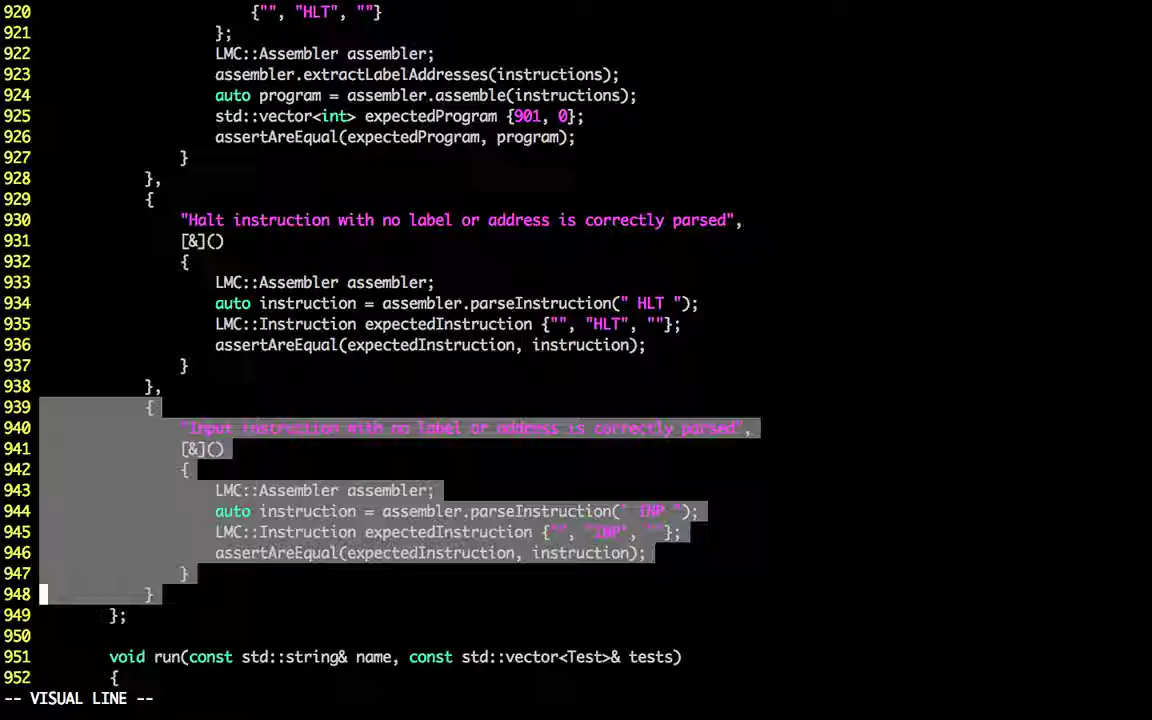 920                         {"", "HLT", ""}
921                     };
922                     LMC::Assembler assembler;
923                     assembler.extractLabelAddresses(instructions);
924                     auto program = assembler.assemble(instructions);
925                     std::vector<int> expectedProgram {901, 0};
926                     assertAreEqual(expectedProgram, program);
927                 }
928             },
929             {
930                 "Halt instruction with no label or address is correctly parsed",
931                 [&]()
932                 {
933                     LMC::Assembler assembler;
934                     auto instruction = assembler.parseInstruction(" HLT ");
935                     LMC::Instruction expectedInstruction {"", "HLT", ""};
936                     assertAreEqual(expectedInstruction, instruction);
937                 }
938             },
939             {
940                 "Input instruction with no label or address is correctly parsed",
941                 [&]()
942                 {
943                     LMC::Assembler assembler;
944                     auto instruction = assembler.parseInstruction(" INP ");
945                     LMC::Instruction expectedInstruction {"", "INP", ""};
946                     assertAreEqual(expectedInstruction, instruction);
947                 }
948             }
949         };
950
951         void run(const std::string& name, const std::vector<Test>& tests)
952         {
-- VISUAL LINE --